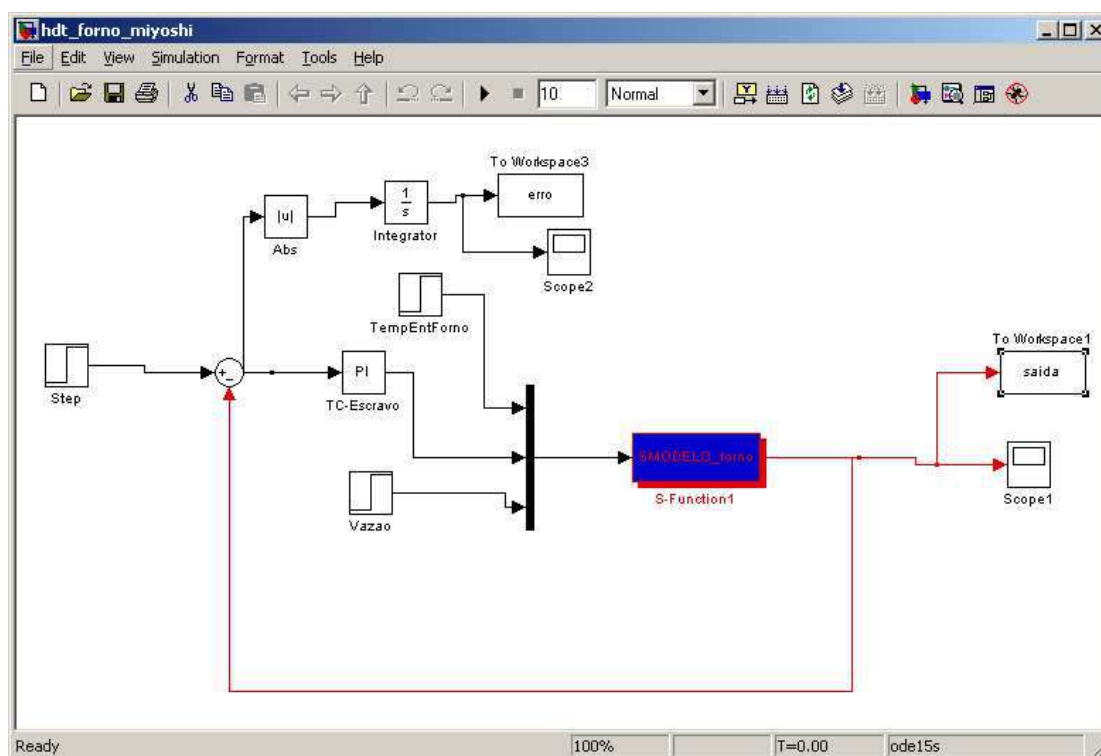 hdt_forno_miyoshi
File Edit View Simulation Format Tools Help
10 Normal
To Workspace3
erro
|u|
Abs
1
s
Integrator
Scope2
TempEntForno
To Workspace1
saida
Step
+
-
PI
TC-Escravo
SMODELO_forno
S-Function1
Scope1
Vazao
Ready 100% T=0.00 ode15s